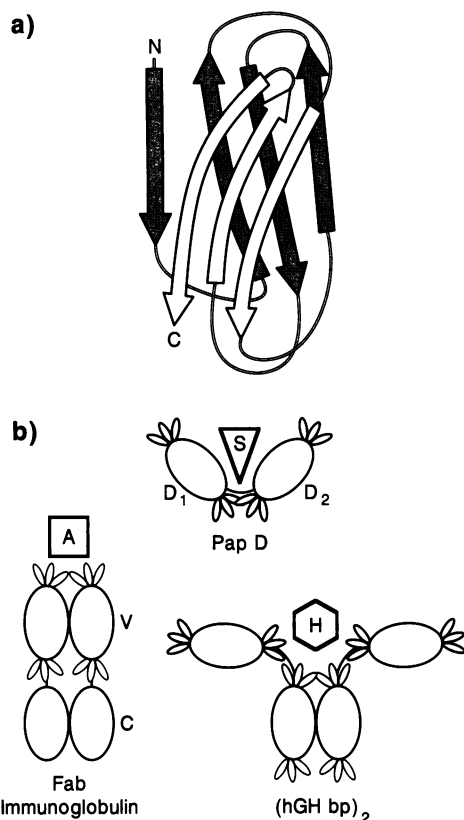 a)
N
C
b)
S
D1
D2
Pap D
A
V
C
H
Fab
Immunoglobulin
(hGH bp)2